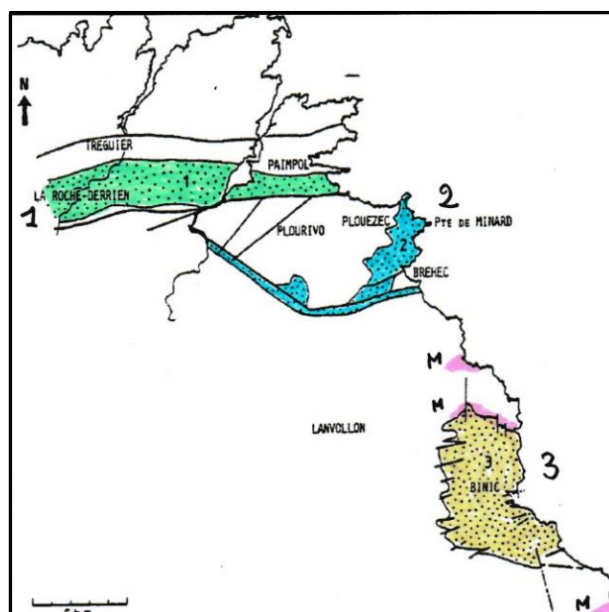 N
TREGUIER
PAIMPOL
1
LA ROCHE-DERRIEN
1
2
PLOUEZEC
PTE DE MINARD
PLOURIVO
2
BREHEC
M
M
LANVOLLON
3
3
BINIC
M